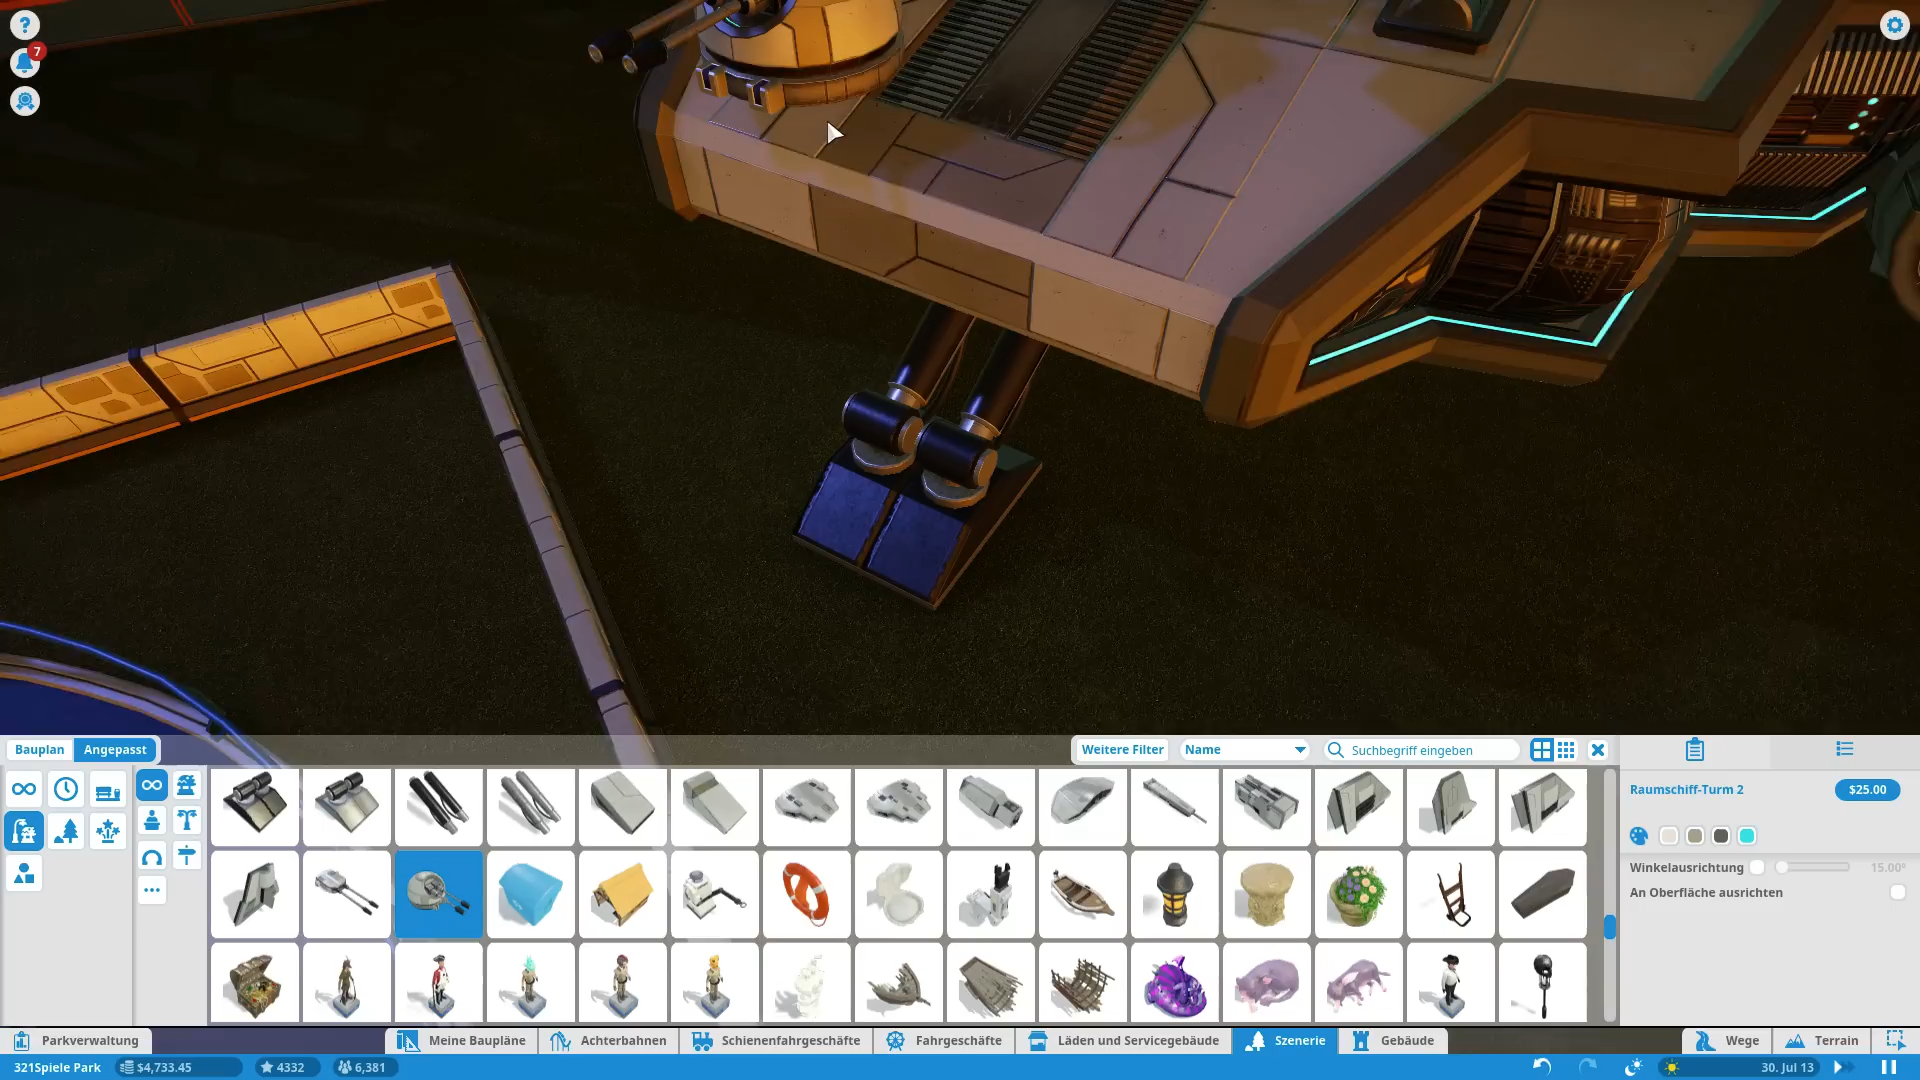 ?
7
Bauplan
Angepasst
Weitere Filter
Name
Suchbegriff eingeben
Raumschiff-Turm 2
$25.00
Winkelausrichtung
15.00°
An Oberfläche ausrichten
Parkverwaltung
Meine Baupläne
Achterbahnen
Schienenfahrgeschäfte
Fahrgeschäfte
Läden und Servicegebäude
Szenerie
Gebäude
Wege
Terrain
321Spiele Park
$4,733.45
4332
6,381
30. Jul 13